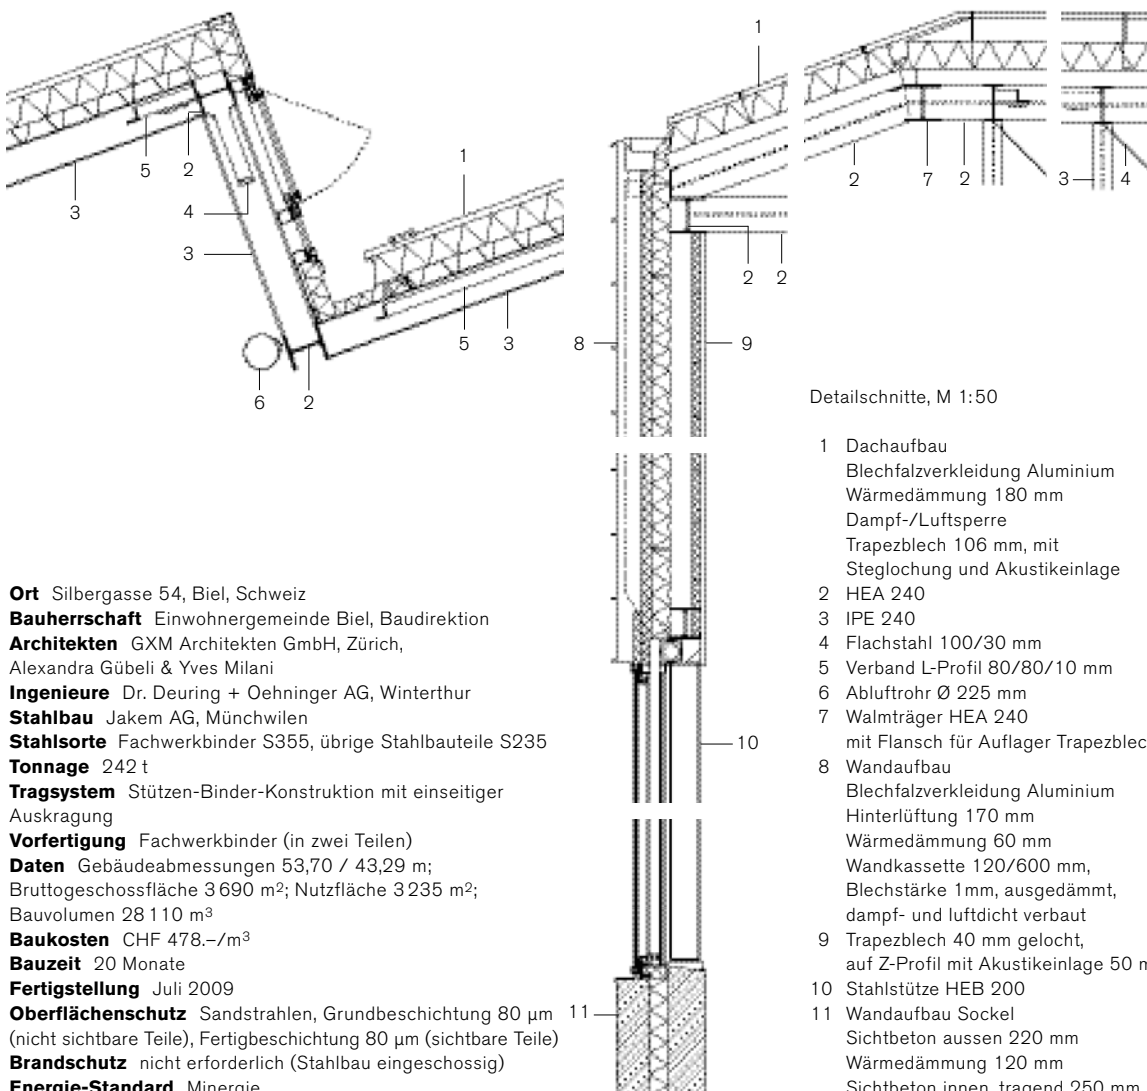 1
5
2
4
3
3
1
5
3
6
2
1
2
7
2
3
4
2
2
8
9
10
11
Ort Silbergasse 54, Biel, Schweiz
Bauherrschaft Einwohnergemeinde Biel, Baudirektion
Architekten GXM Architekten GmbH, Zürich,
Alexandra Gübeli & Yves Milani
Ingenieure Dr. Deuring + Oehninger AG, Winterthur
Stahlbau Jakem AG, Münchwilen
Stahlsorte Fachwerkbinder S355, übrige Stahlbauteile S235
Tonnage 242 t
Tragsystem Stützen-Binder-Konstruktion mit einseitiger
Auskragung
Vorfertigung Fachwerkbinder (in zwei Teilen)
Daten Gebäudeabmessungen 53,70 / 43,29 m;
Bruttogeschossfläche 3 690 m²; Nutzfläche 3 235 m²;
Bauvolumen 28 110 m³
Baukosten CHF 478.–/m³
Bauzeit 20 Monate
Fertigstellung Juli 2009
Oberflächenschutz Sandstrahlen, Grundbeschichtung 80 µm
(nicht sichtbare Teile), Fertigbeschichtung 80 µm (sichtbare Teile)
Brandschutz nicht erforderlich (Stahlbau eingeschossig)
Energie-Standard Minergie
Detailschnitte, M 1:50
1 Dachaufbau
Blechfalzverkleidung Aluminium
Wärmedämmung 180 mm
Dampf-/Luftsperre
Trapezblech 106 mm, mit
Steglochung und Akustikeinlage
2 HEA 240
3 IPE 240
4 Flachstahl 100/30 mm
5 Verband L-Profil 80/80/10 mm
6 Abluftrohr Ø 225 mm
7 Walmträger HEA 240
mit Flansch für Auflager Trapezblec
8 Wandaufbau
Blechfalzverkleidung Aluminium
Hinterlüftung 170 mm
Wärmedämmung 60 mm
Wandkassette 120/600 mm,
Blechstärke 1mm, ausgedämmt,
dampf- und luftdicht verbaut
9 Trapezblech 40 mm gelocht,
auf Z-Profil mit Akustikeinlage 50 m
10 Stahlstütze HEB 200
11 Wandaufbau Sockel
Sichtbeton aussen 220 mm
Wärmedämmung 120 mm
Sichtbeton innen, tragend 250 mm